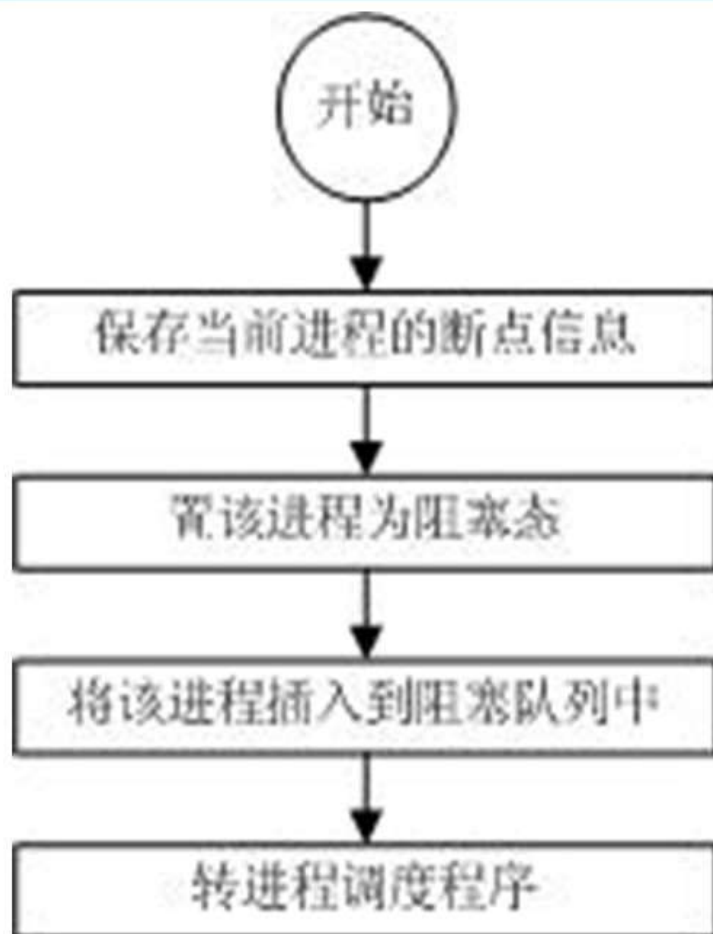 开始
保存当前进程的断点信息
置该进程为阻塞态
将该进程插入到阻塞队列中
转进程调度程序